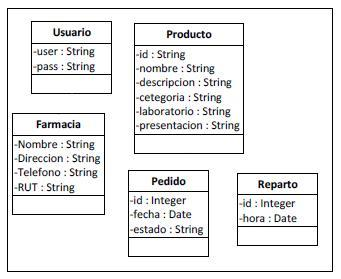 Usuario
-user : String
-pass : String
Producto
-id : String
-nombre : String
-descripcion : String
-cetegoria : String
-laboratorio : String
-presentacion : String
Farmacia
-Nombre : String
-Direccion : String
-Telefono : String
-RUT : String
Pedido
-id : Integer
-fecha : Date
-estado : String
Reparto
-id : Integer
-hora : Date